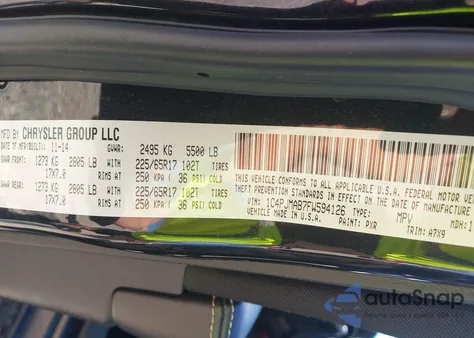 MFD BY CHRYSLER GROUP LLC
DATE OF MFR(BUILT): 11-14 GVWR: 2495 KG 5500 LB
GAWR FRONT: 1273 KG 2805 LB WITH 225/65R17 102T TIRES
17X7.0 RIMS AT 250 KPA/ 36 PSI COLD
GAWR REAR: 1273 KG 2805 LB WITH 225/65R17 102T TIRES
17X7.0 RIMS AT 250 KPA/ 36 PSI COLD
THIS VEHICLE CONFORMS TO ALL APPLICABLE U.S.A. FEDERAL MOTOR VEH
THEFT PREVENTION STANDARDS IN EFFECT ON THE DATE OF MANUFACTURE
VIN: 1C4PJMAB7FW594126 TYPE: MPV MDH: 1
MADE IN U.S.A. PAINT: PXR TRIM: A7X9
autoSnap